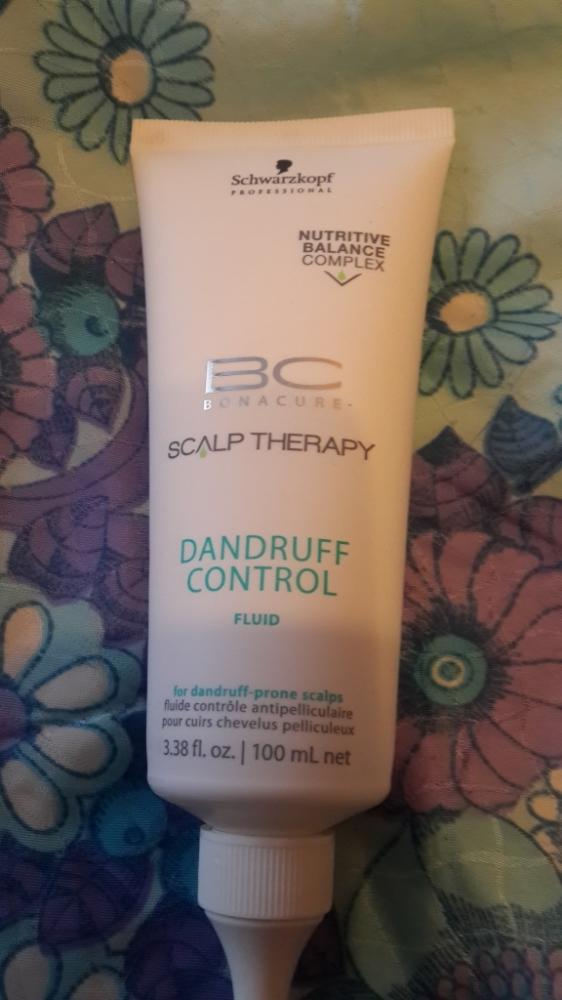 Schwarzkopf
PROFESSIONAL
NUTRITIVE
BALANCE
COMPLEX
BC
BONACURE
SCALP THERAPY
DANDRUFF
CONTROL
FLUID
for dandruff-prone scalps
fluide contrôle antipelliculaire
pour cuirs chevelus pelliculeux
3.38 fl. oz. | 100 mL net